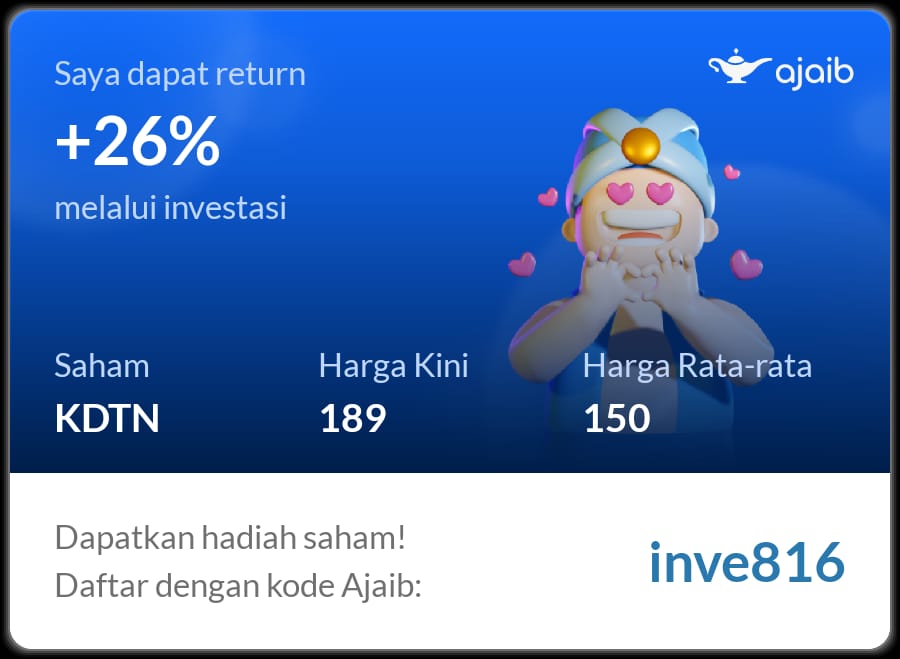 Saya dapat return
ajaib
+26%
melalui investasi
Saham
Harga Kini
Harga Rata-rata
KDTN
189
150
Dapatkan hadiah saham!
Daftar dengan kode Ajaib:
inve816